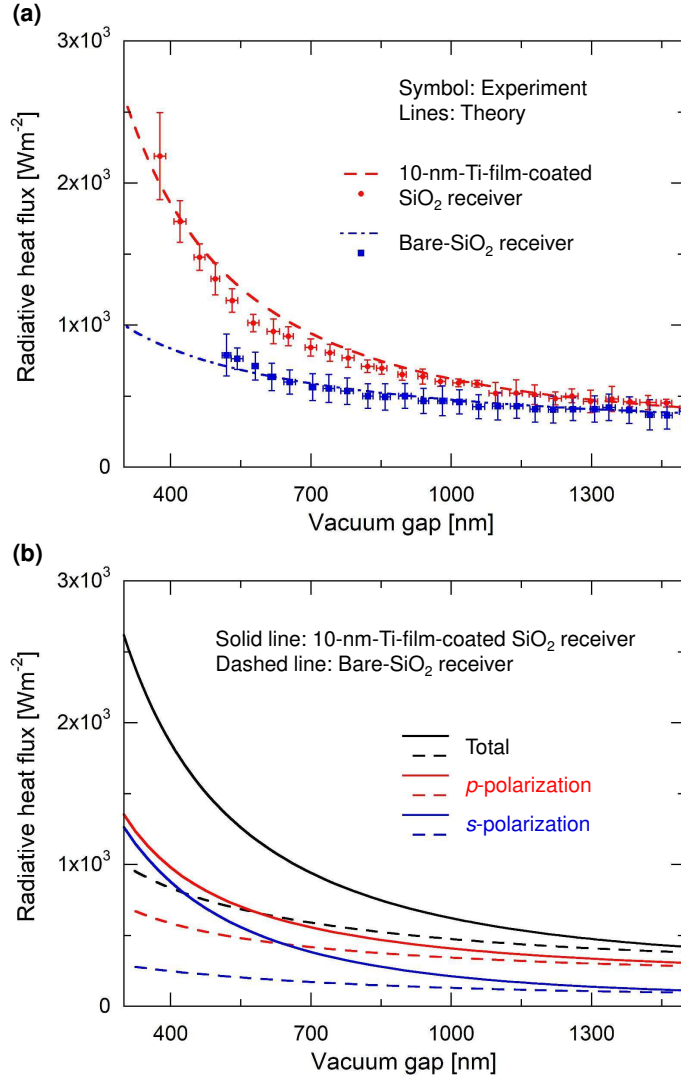 (a)
3x10³
2x10³
1x10³
0
Radiative heat flux [Wm⁻²]
Symbol: Experiment
Lines: Theory
10-nm-Ti-film-coated
SiO₂ receiver
Bare-SiO₂ receiver
400 700 1000 1300
Vacuum gap [nm]
(b)
3x10³
2x10³
1x10³
0
Radiative heat flux [Wm⁻²]
Solid line: 10-nm-Ti-film-coated SiO₂ receiver
Dashed line: Bare-SiO₂ receiver
Total
p-polarization
s-polarization
400 700 1000 1300
Vacuum gap [nm]